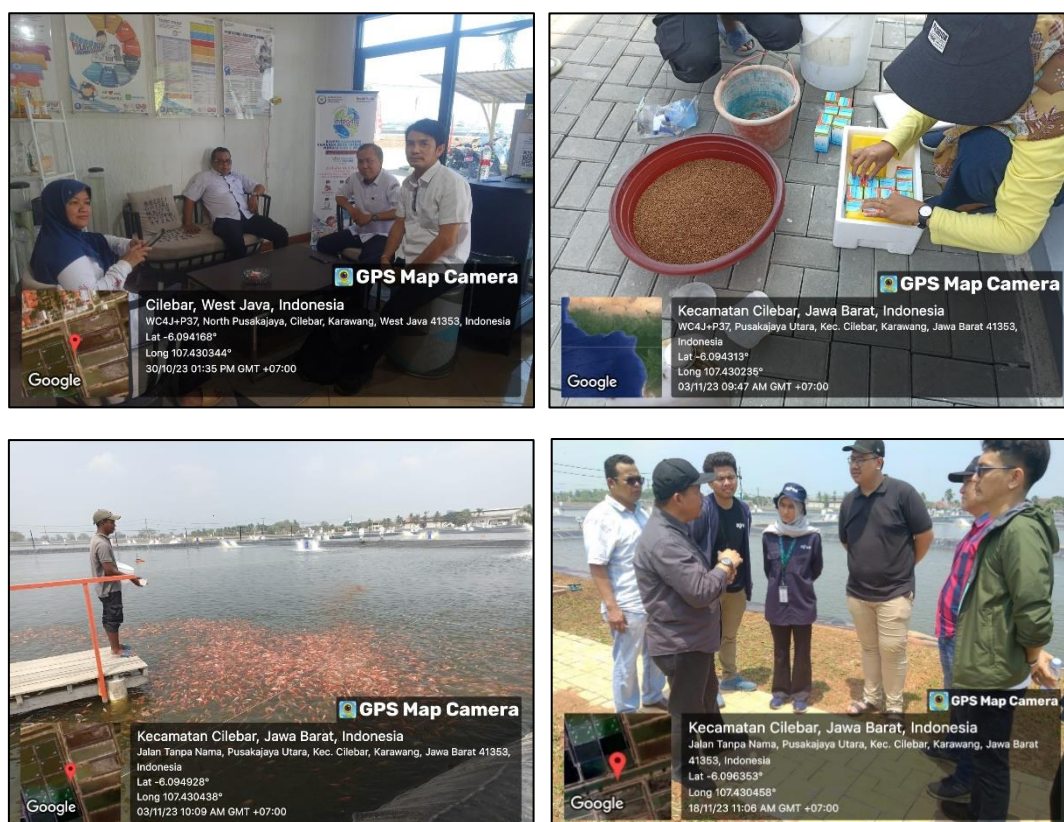 GPS Map Camera
Cilebar, West Java, Indonesia
WC4J+P37, North Pusakajaya, Cilebar, Karawang, West Java 41353, Indonesia
Lat -6.094168°
Long 107.430344°
30/10/23 01:35 PM GMT +07:00
Google
GPS Map Camera
Kecamatan Cilebar, Jawa Barat, Indonesia
WC4J+P37, Pusakajaya Utara, Kec. Cilebar, Karawang, Jawa Barat 41353,
Indonesia
Lat -6.094313°
Long 107.430235°
03/11/23 09:47 AM GMT +07:00
Google
GPS Map Camera
Kecamatan Cilebar, Jawa Barat, Indonesia
Jalan Tanpa Nama, Pusakajaya Utara, Kec. Cilebar, Karawang, Jawa Barat 41353,
Indonesia
Lat -6.094928°
Long 107.430438°
03/11/23 10:09 AM GMT +07:00
Google
GPS Map Camera
Kecamatan Cilebar, Jawa Barat, Indonesia
Jalan Tanpa Nama, Pusakajaya Utara, Kec. Cilebar, Karawang, Jawa Barat
41353, Indonesia
Lat -6.096353°
Long 107.430458°
18/11/23 11:06 AM GMT +07:00
Google